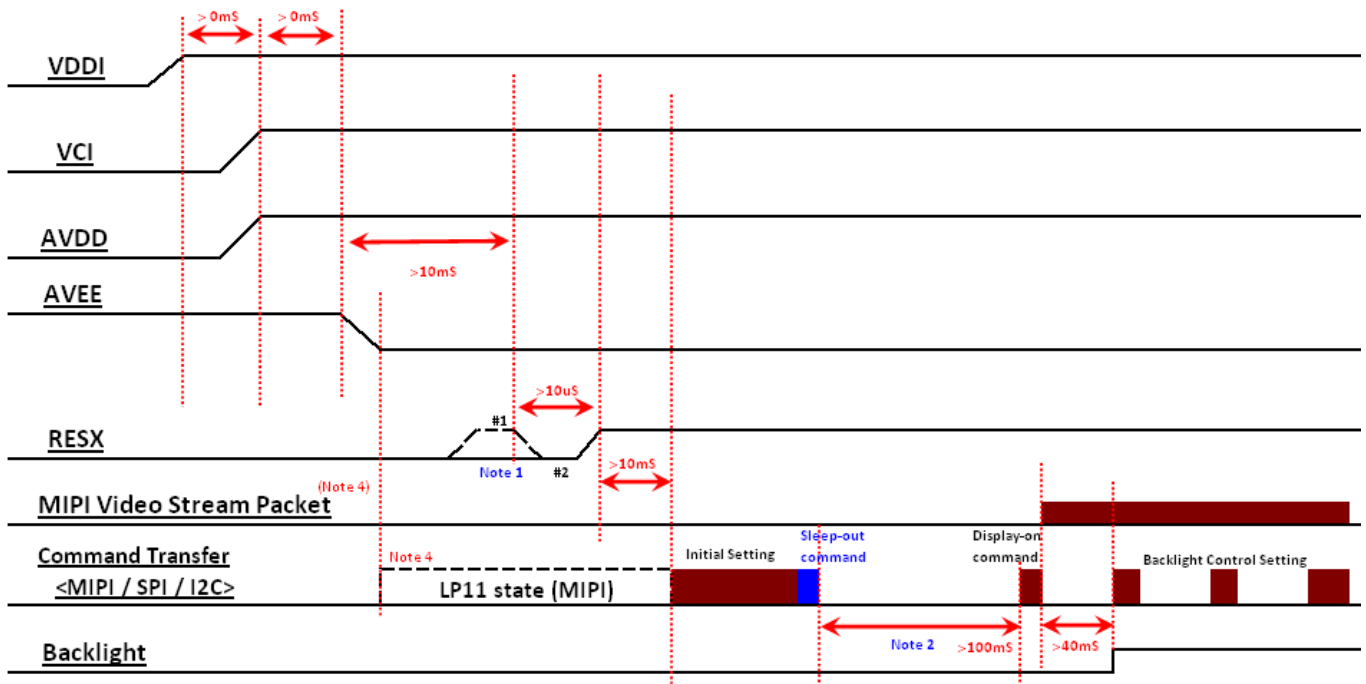 > 0mS
> 0mS
VDDI
VCI
AVDD
>10mS
AVEE
>10uS
#1
RESX
Note 1
#2
>10mS
(Note 4)
MIPI Video Stream Packet
Sleep-out
command
Display-on
command
Command Transfer
<MIPI / SPI / I2C>
Note 4
Initial Setting
Backlight Control Setting
LP11 state (MIPI)
Note 2
>100mS
>40mS
Backlight